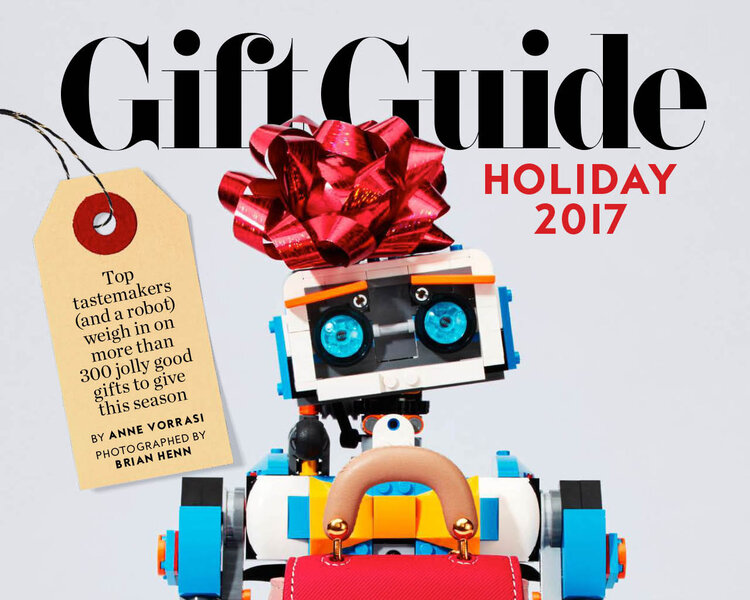 Gift Guide
HOLIDAY
2017
Top
tastemakers
(and a robot)
weigh in on
more than
300 jolly good
gifts to give
this season
BY ANNE VORRASI
PHOTOGRAPHED BY
BRIAN HENN